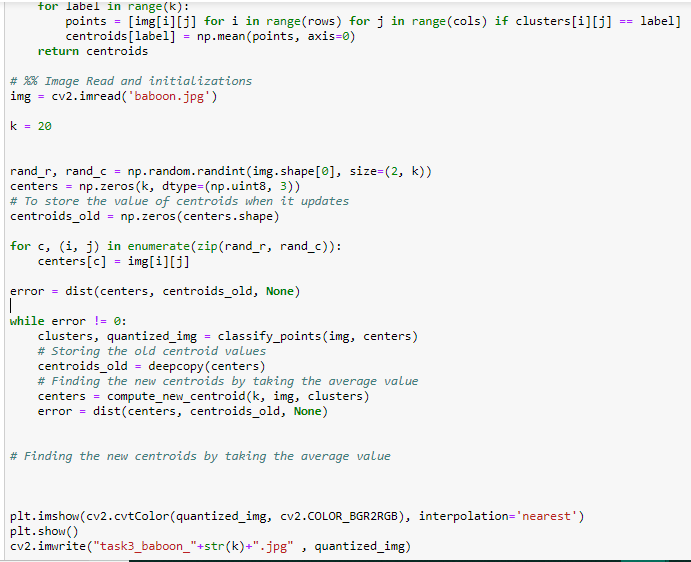 for label in range(k):
points = [img[i][j] for i in range(rows) for j in range(cols) if clusters[i][j] == label]
centroids[label] = np.mean(points, axis=0)
return centroids
# %% Image Read and initializations
img = cv2.imread('baboon.jpg')
k = 20
rand_r, rand_c = np.random.randint(img.shape[0], size=(2, k))
centers = np.zeros(k, dtype=(np.uint8, 3))
# To store the value of centroids when it updates
centroids_old = np.zeros(centers.shape)
for c, (i, j) in enumerate(zip(rand_r, rand_c)):
centers[c] = img[i][j]
error = dist(centers, centroids_old, None)
while error != 0:
clusters, quantized_img = classify_points(img, centers)
# Storing the old centroid values
centroids_old = deepcopy(centers)
# Finding the new centroids by taking the average value
centers = compute_new_centroid(k, img, clusters)
error = dist(centers, centroids_old, None)
# Finding the new centroids by taking the average value
plt.imshow(cv2.cvtColor(quantized_img, cv2.COLOR_BGR2RGB), interpolation='nearest')
plt.show()
cv2.imwrite("task3_baboon_"+str(k)+".jpg" , quantized_img)